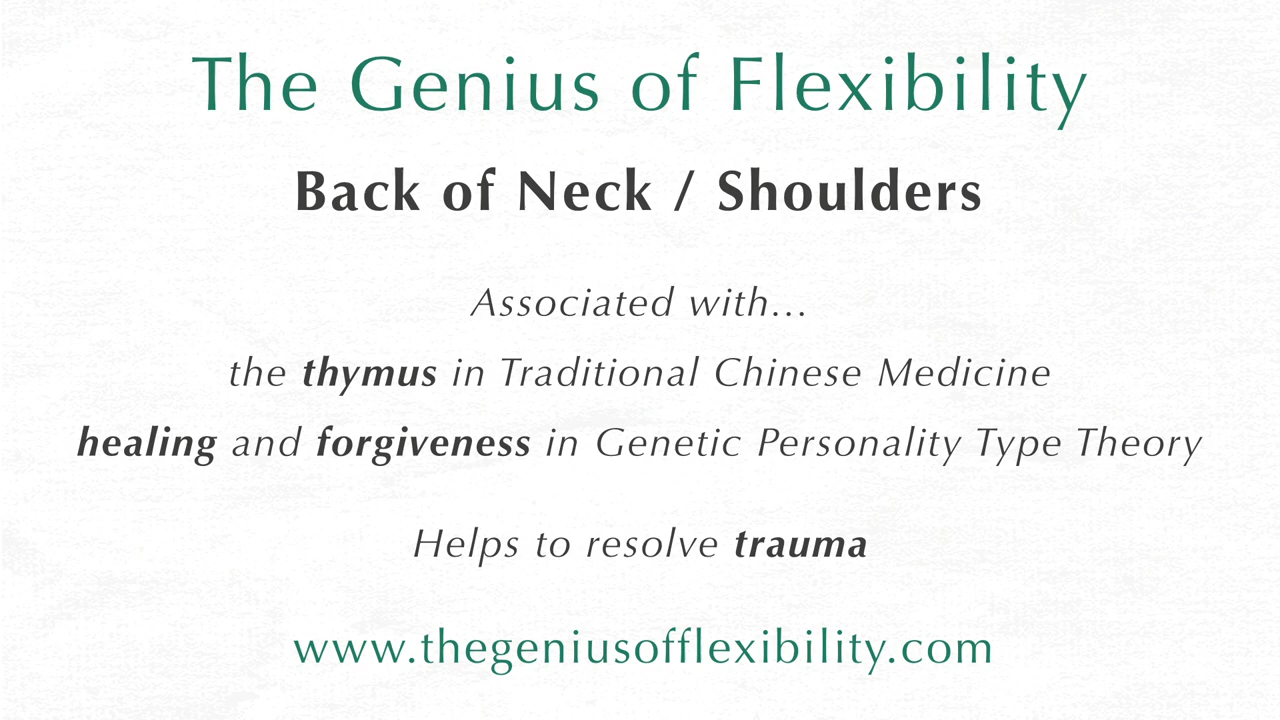 The Genius of Flexibility
Back of Neck / Shoulders
Associated with...
the thymus in Traditional Chinese Medicine
healing and forgiveness in Genetic Personality Type Theory
Helps to resolve trauma
www.thegeniusofflexibility.com